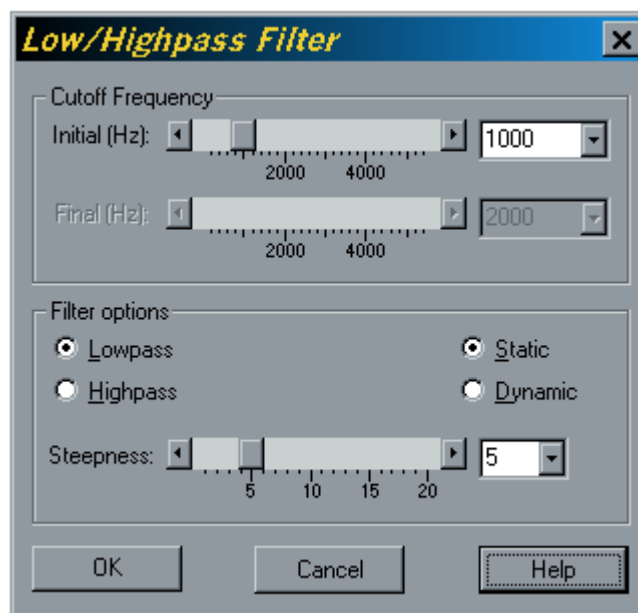 Low/Highpass Filter
Cutoff Frequency
Initial (Hz): 1000
2000 4000
Final (Hz): 2000
2000 4000
Filter options
Lowpass Static
Highpass Dynamic
Steepness: 5
5 10 15 20
OK Cancel Help